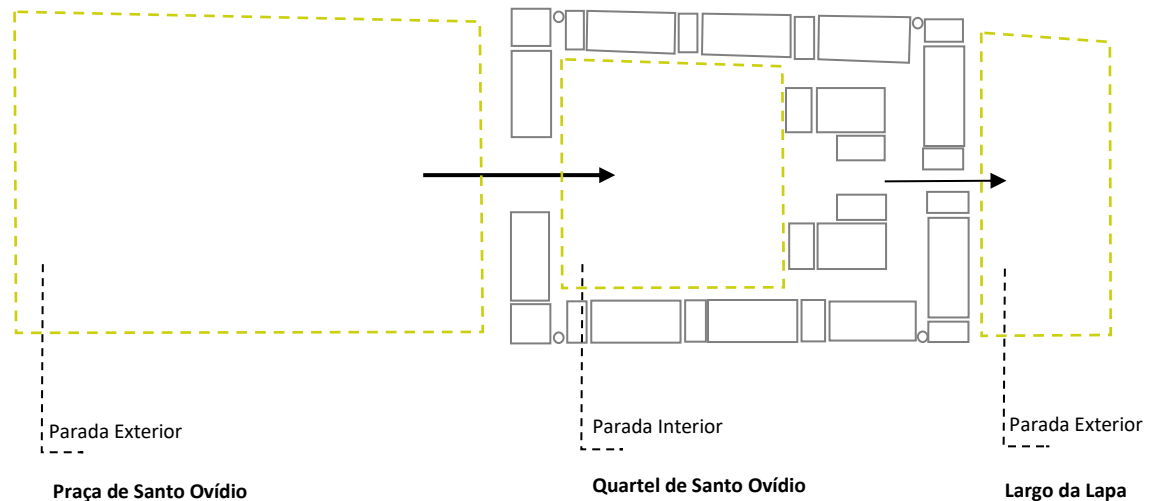 Parada Exterior
Praça de Santo Ovídio
Parada Interior
Quartel de Santo Ovídio
Parada Exterior
Largo da Lapa